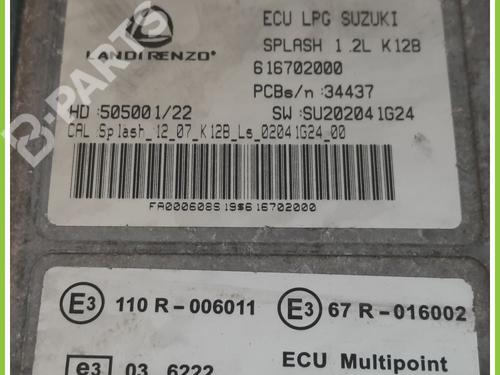 ECU LPG SUZUKI
LANDIRENZO®
SPLASH 1.2L K12B
616702000
PCBs/n :34437
HD :505001/22
SW :SU202041G24
CAL :Splash_12_07_K12B_Ls_02041G24_00
FA000608S19$616702000
E3 110 R-006011
E3 67 R-016002
e3 03 6222
ECU Multipoint
B-PARTS